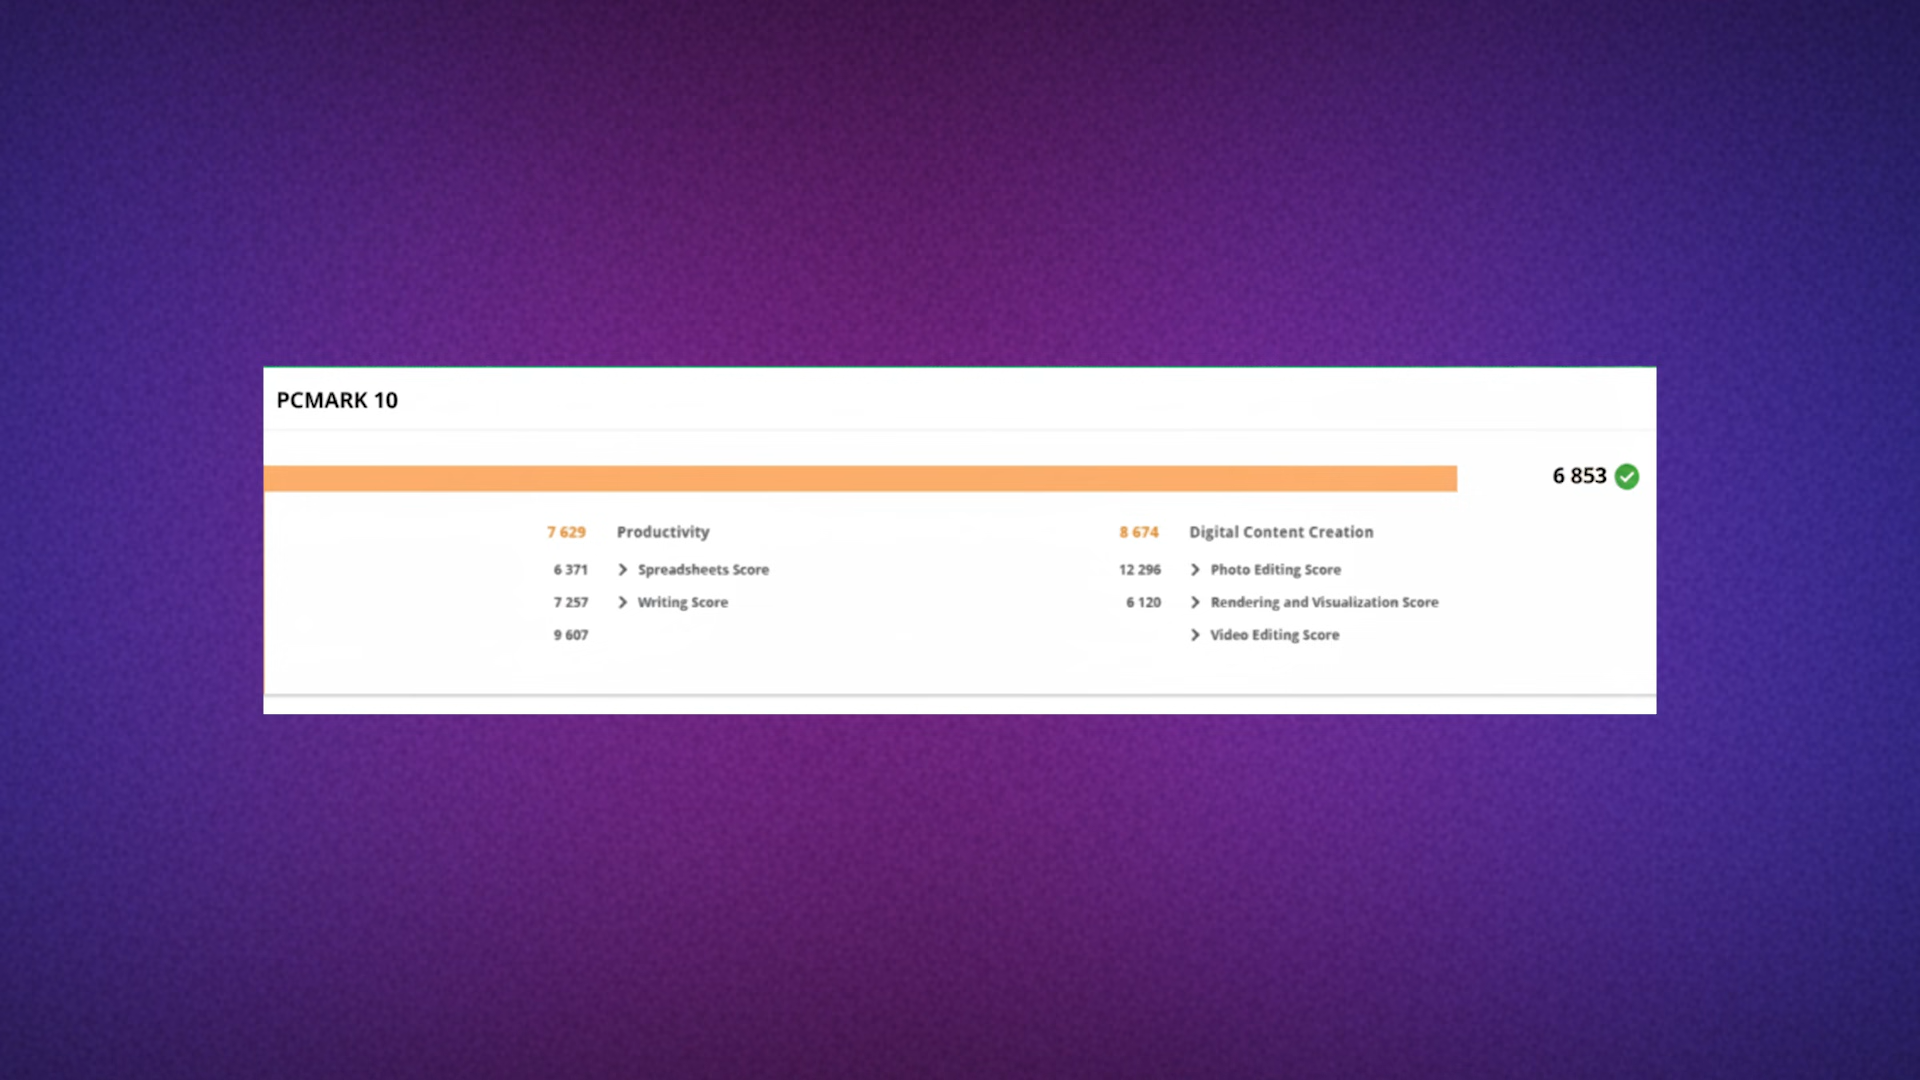 PCMARK 10
6 853
7 629 Productivity 8 674 Digital Content Creation
6 371 Spreadsheets Score 12 296 Photo Editing Score
7 257 Writing Score 6 120 Rendering and Visualization Score
9 607 Video Editing Score